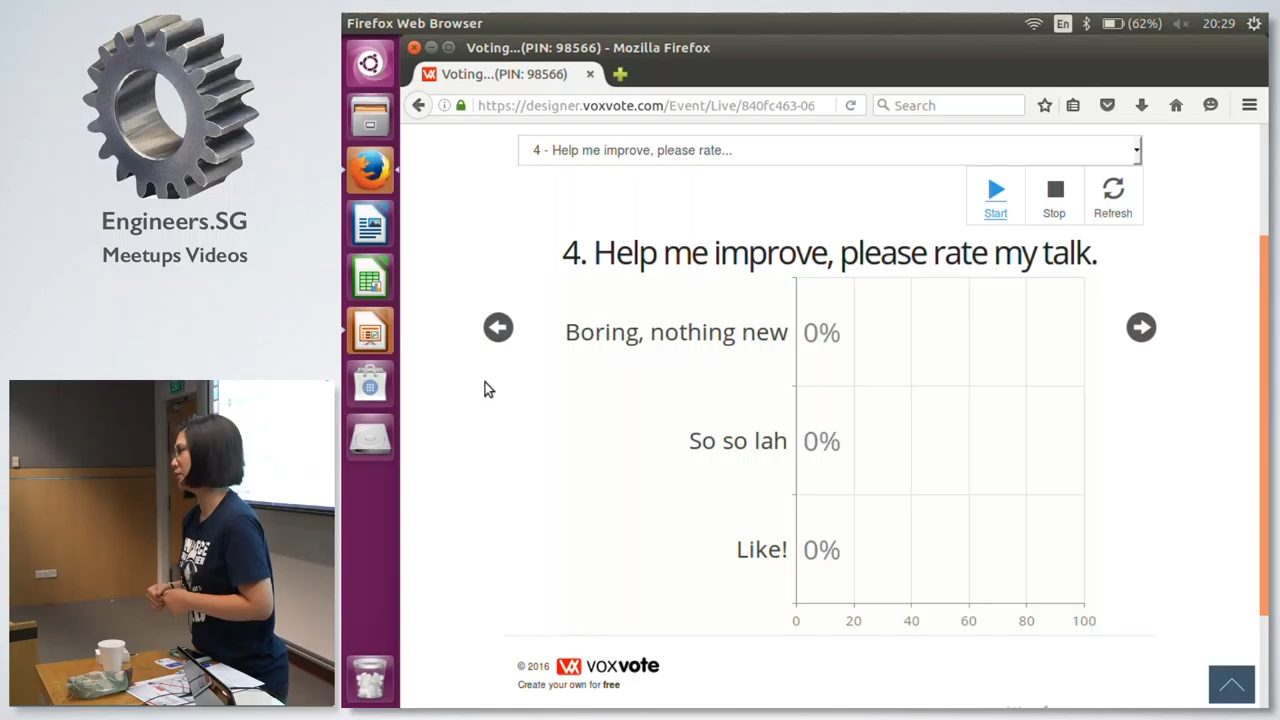 Engineers.SG
Meetups Videos
Firefox Web Browser
En
(62%)
20:29
Voting...(PIN: 98566) - Mozilla Firefox
Voting...(PIN: 98566)
https://designer.voxvote.com/Event/Live/840fc463-06
Search
4 - Help me improve, please rate...
Start
Stop
Refresh
4. Help me improve, please rate my talk.
Boring, nothing new 0%
So so lah 0%
Like! 0%
0 20 40 60 80 100
© 2016 voxvote
Create your own for free